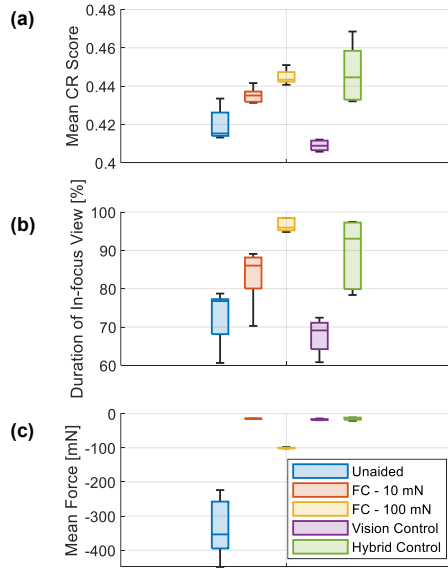 (a)
Mean CR Score
0.48
0.46
0.44
0.42
0.4
(b)
Duration of In-focus View [%]
100
90
80
70
60
(c)
Mean Force [mN]
0
-100
-200
-300
-400
Unaided
FC - 10 mN
FC - 100 mN
Vision Control
Hybrid Control